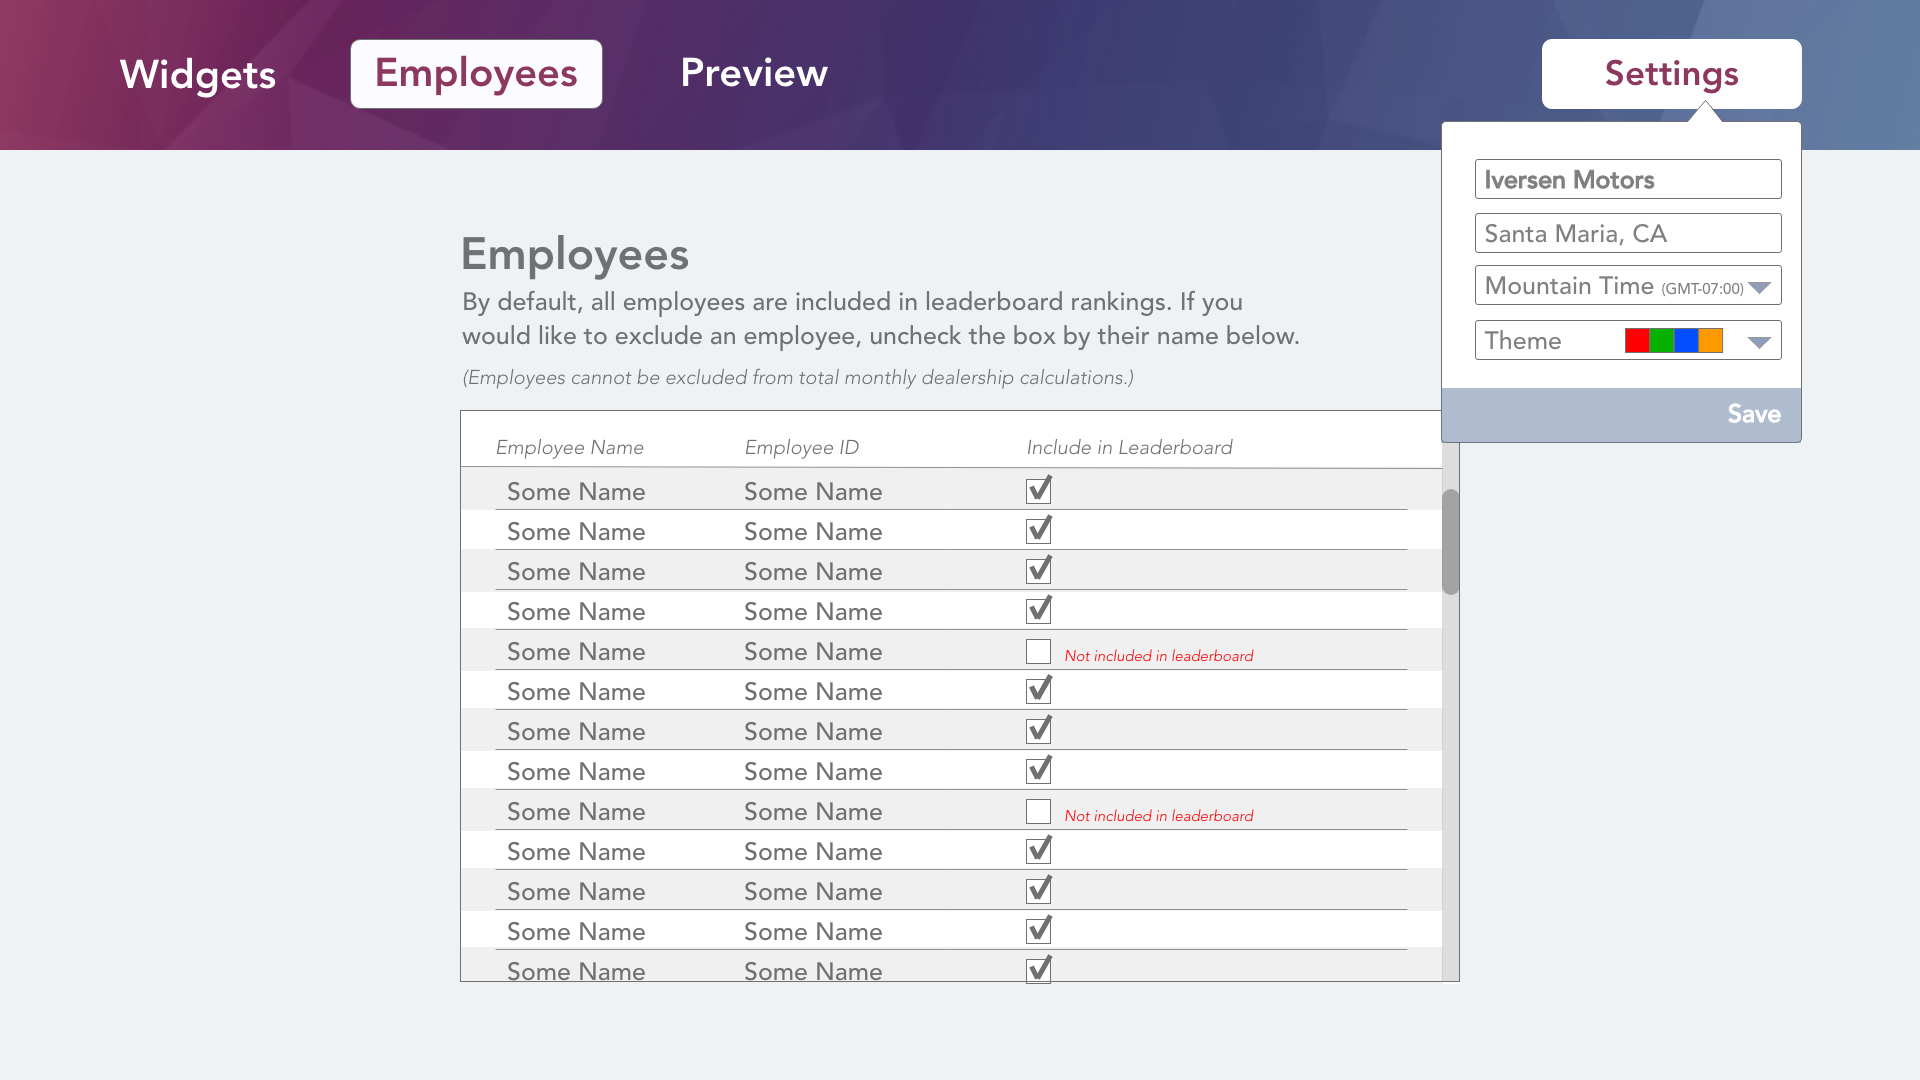 Widgets Employees Preview Settings
Iversen Motors
Santa Maria, CA
Mountain Time (GMT-07:00)
Theme
Save
Employees
By default, all employees are included in leaderboard rankings. If you
would like to exclude an employee, uncheck the box by their name below.
(Employees cannot be excluded from total monthly dealership calculations.)
Employee Name Employee ID Include in Leaderboard
Some Name Some Name
Some Name Some Name
Some Name Some Name
Some Name Some Name
Some Name Some Name Not included in leaderboard
Some Name Some Name
Some Name Some Name
Some Name Some Name
Some Name Some Name Not included in leaderboard
Some Name Some Name
Some Name Some Name
Some Name Some Name
Some Name Some Name